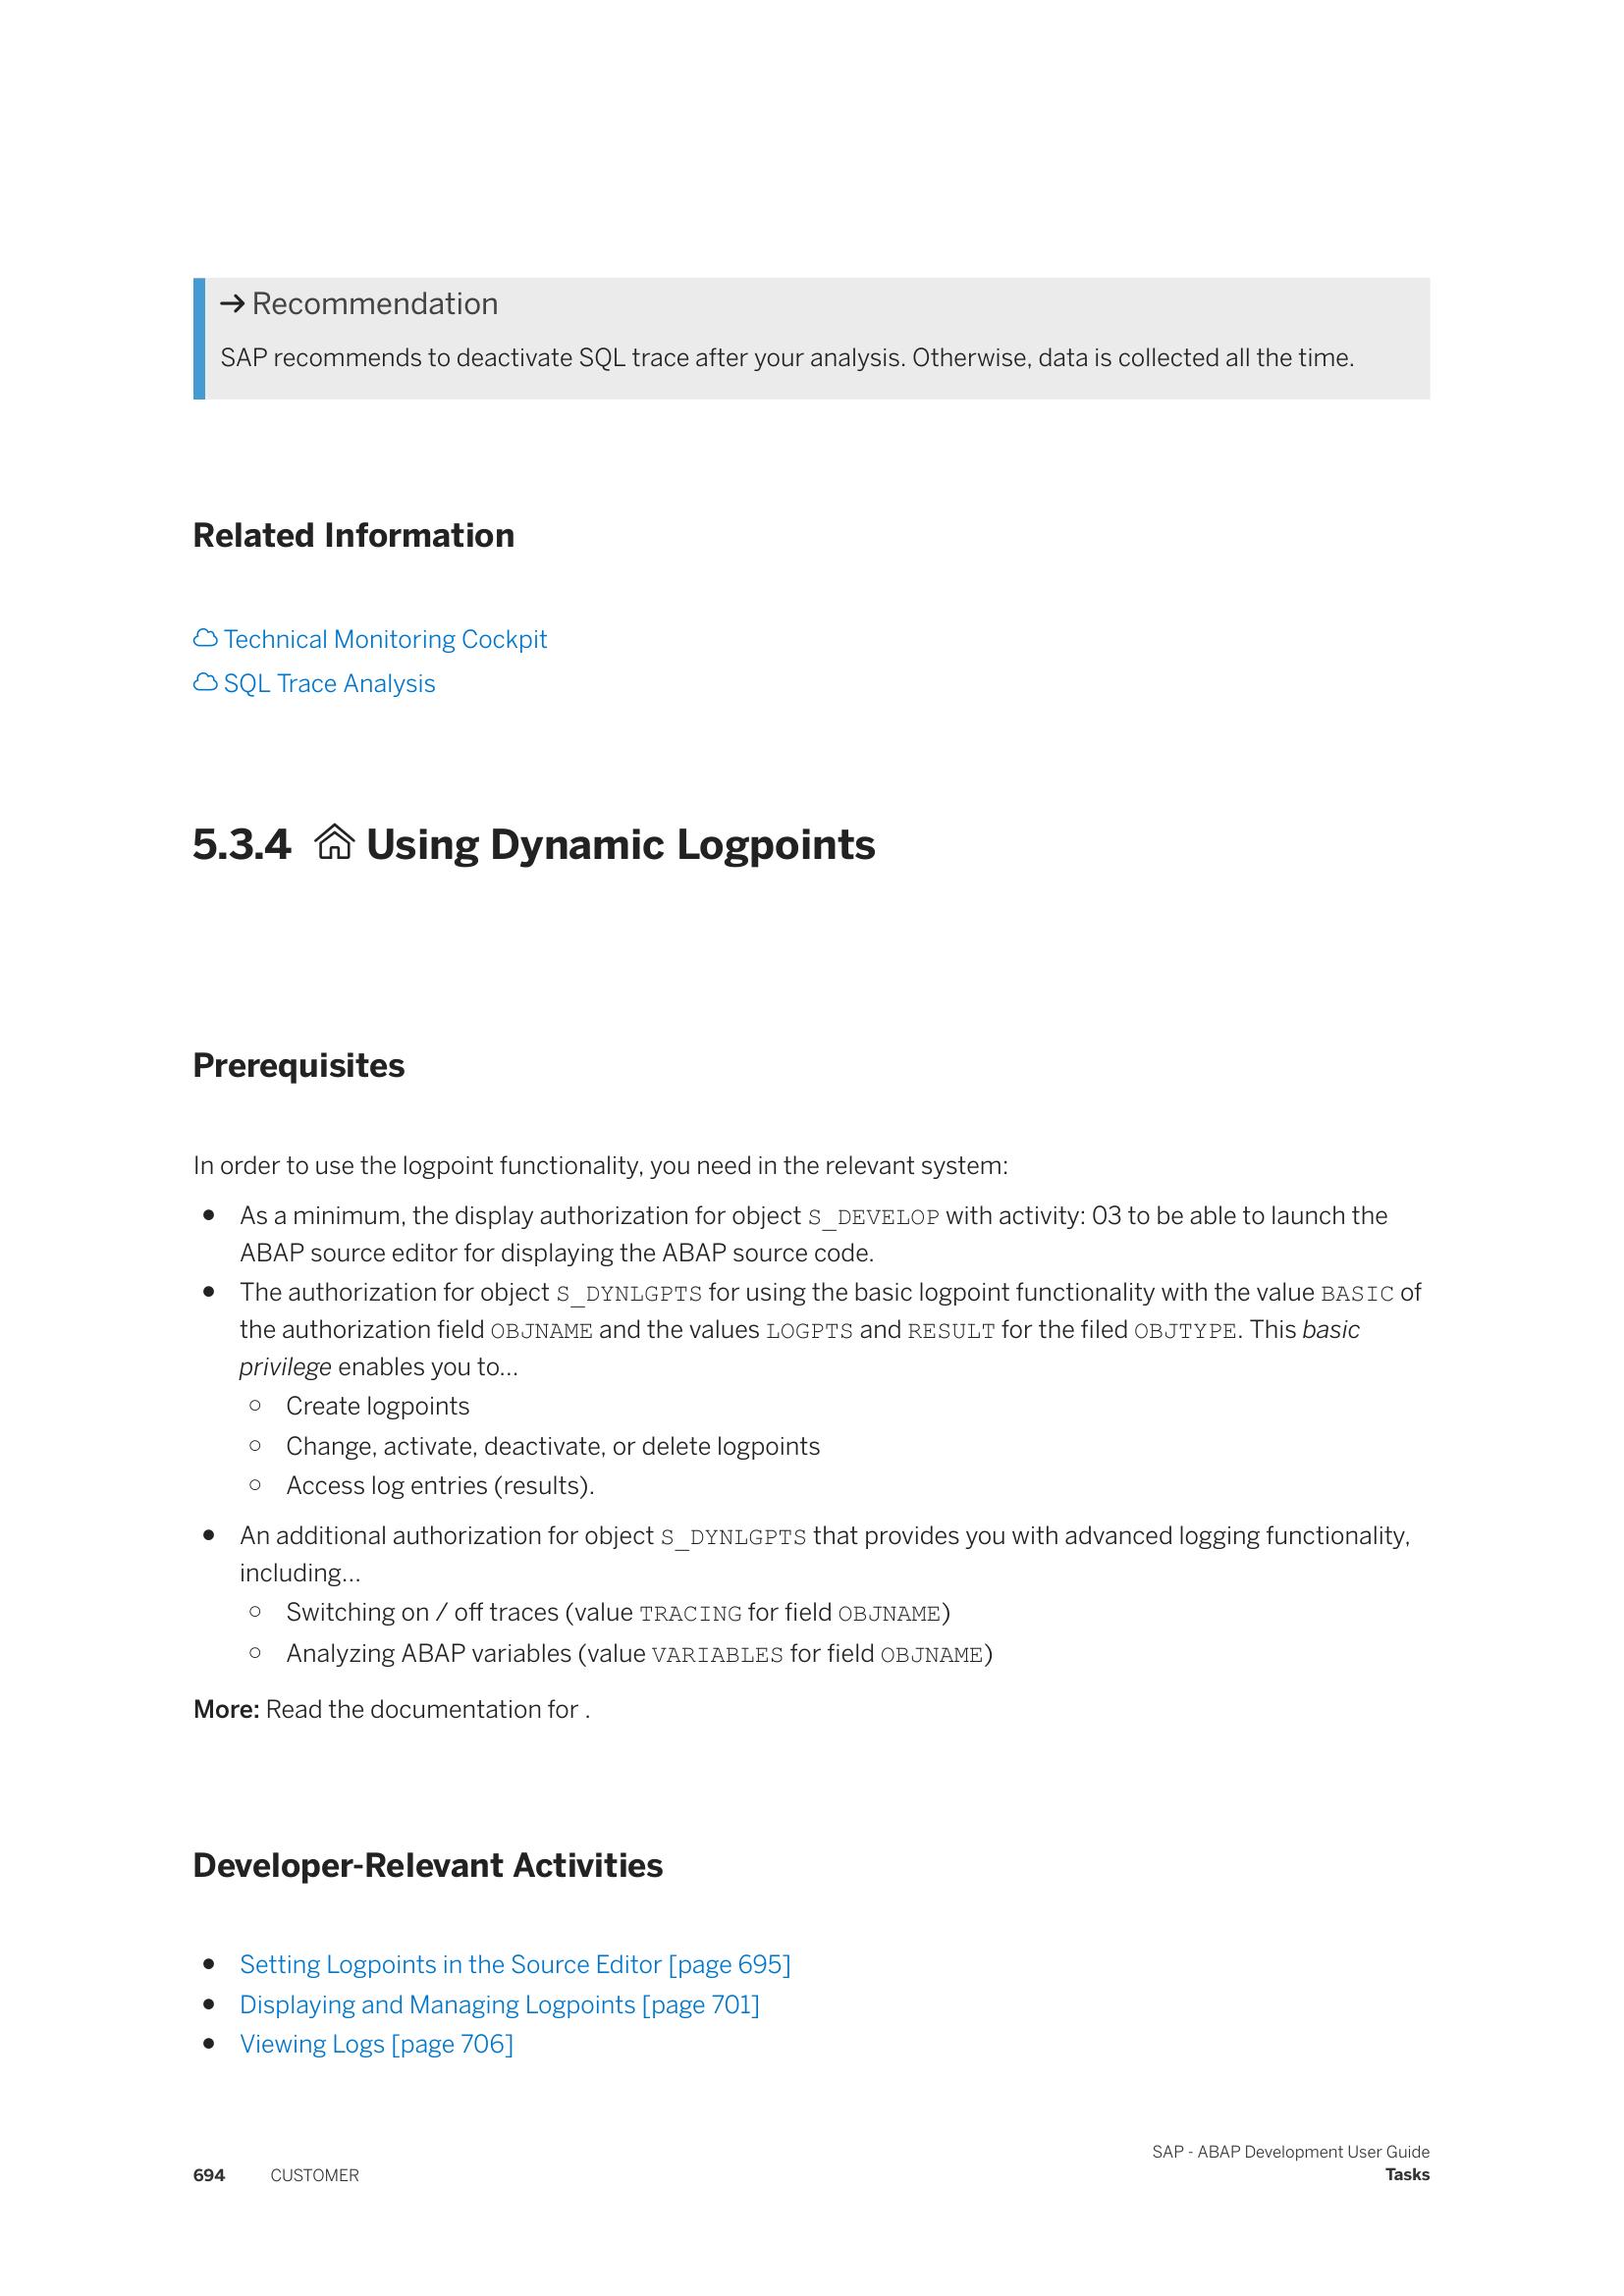 → Recommendation
SAP recommends to deactivate SQL trace after your analysis. Otherwise, data is collected all the time.
Related Information
Technical Monitoring Cockpit
SQL Trace Analysis
5.3.4 Using Dynamic Logpoints
Prerequisites
In order to use the logpoint functionality, you need in the relevant system:
● As a minimum, the display authorization for object S_DEVELOP with activity: 03 to be able to launch the
ABAP source editor for displaying the ABAP source code.
● The authorization for object S_DYNLGPTS for using the basic logpoint functionality with the value BASIC of
the authorization field OBJNAME and the values LOGPTS and RESULT for the filed OBJTYPE. This basic
privilege enables you to...
○ Create logpoints
○ Change, activate, deactivate, or delete logpoints
○ Access log entries (results).
● An additional authorization for object S_DYNLGPTS that provides you with advanced logging functionality,
including...
○ Switching on / off traces (value TRACING for field OBJNAME)
○ Analyzing ABAP variables (value VARIABLES for field OBJNAME)
More: Read the documentation for .
Developer-Relevant Activities
● Setting Logpoints in the Source Editor [page 695]
● Displaying and Managing Logpoints [page 701]
● Viewing Logs [page 706]
SAP - ABAP Development User Guide
694 CUSTOMER Tasks